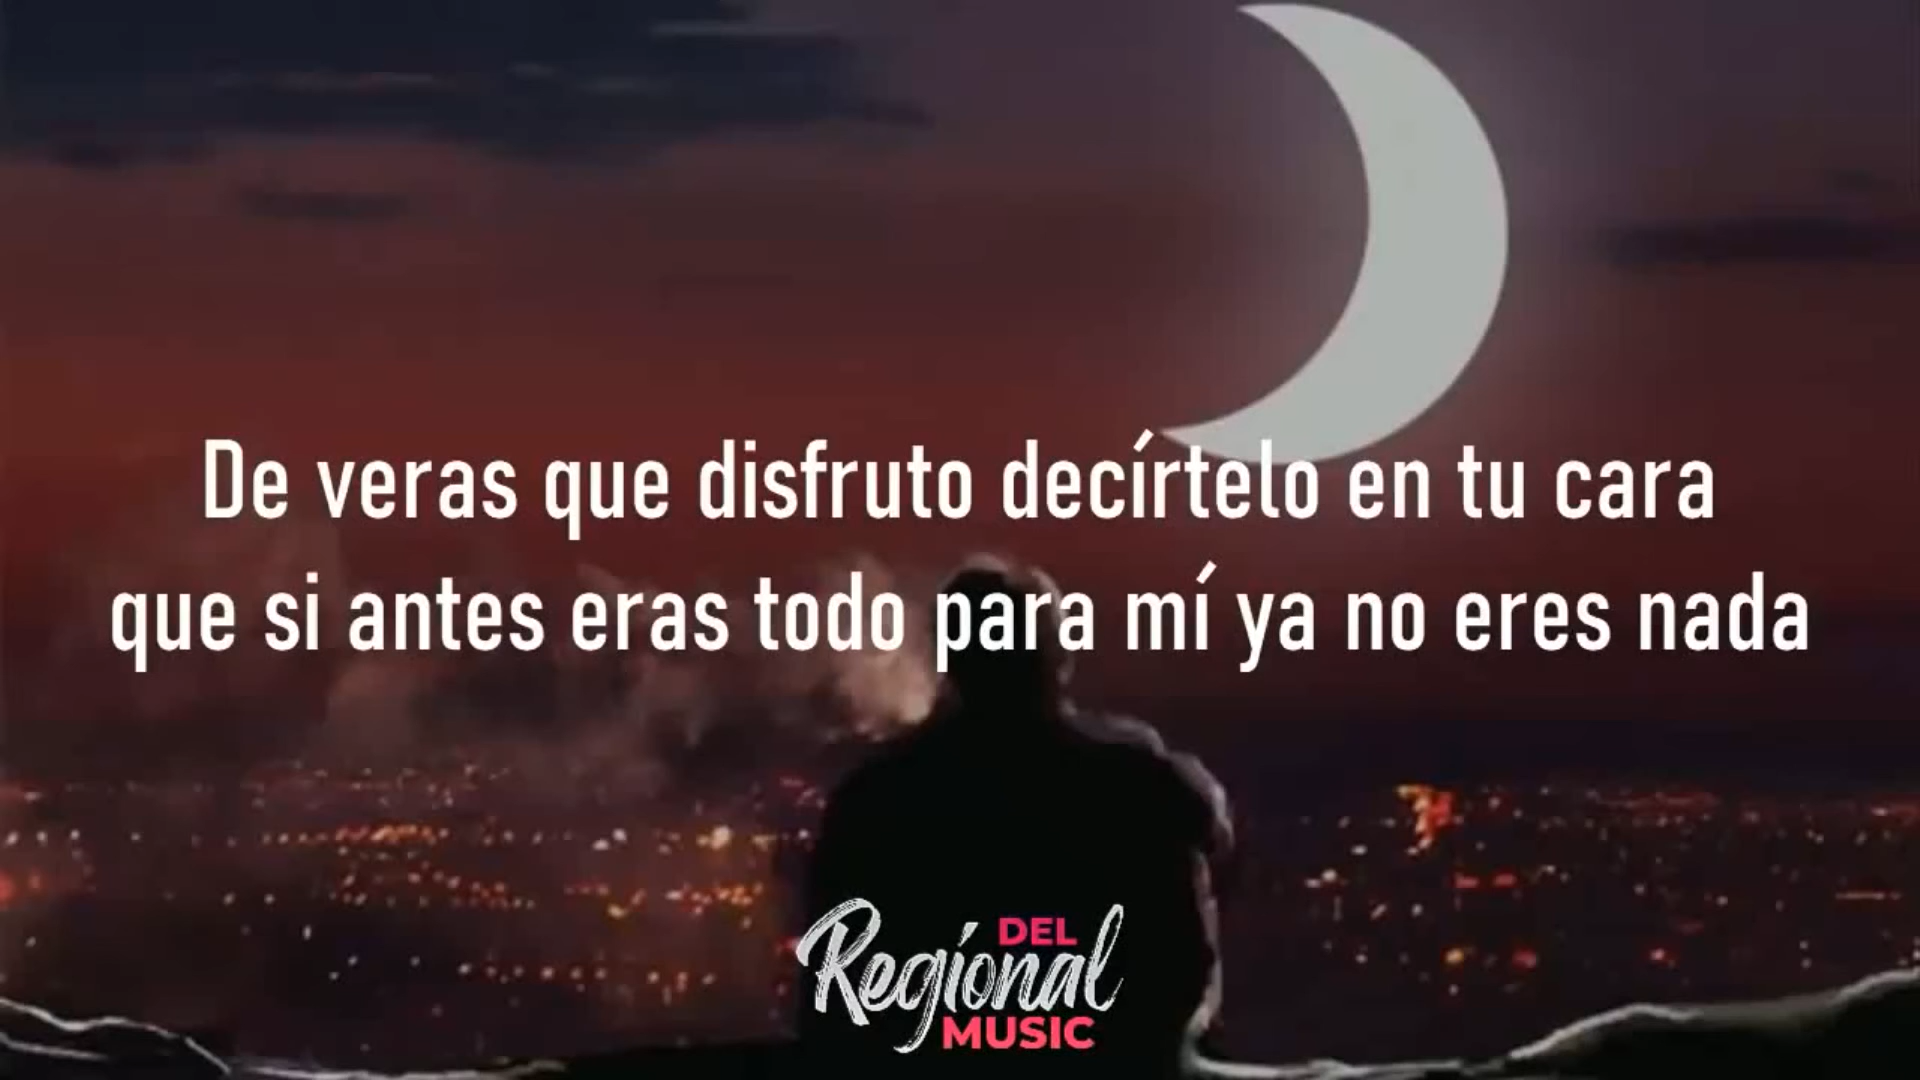 De veras que disfruto decírtelo en tu cara
que si antes eras todo para mí ya no eres nada
DEL
Regional
MUSIC